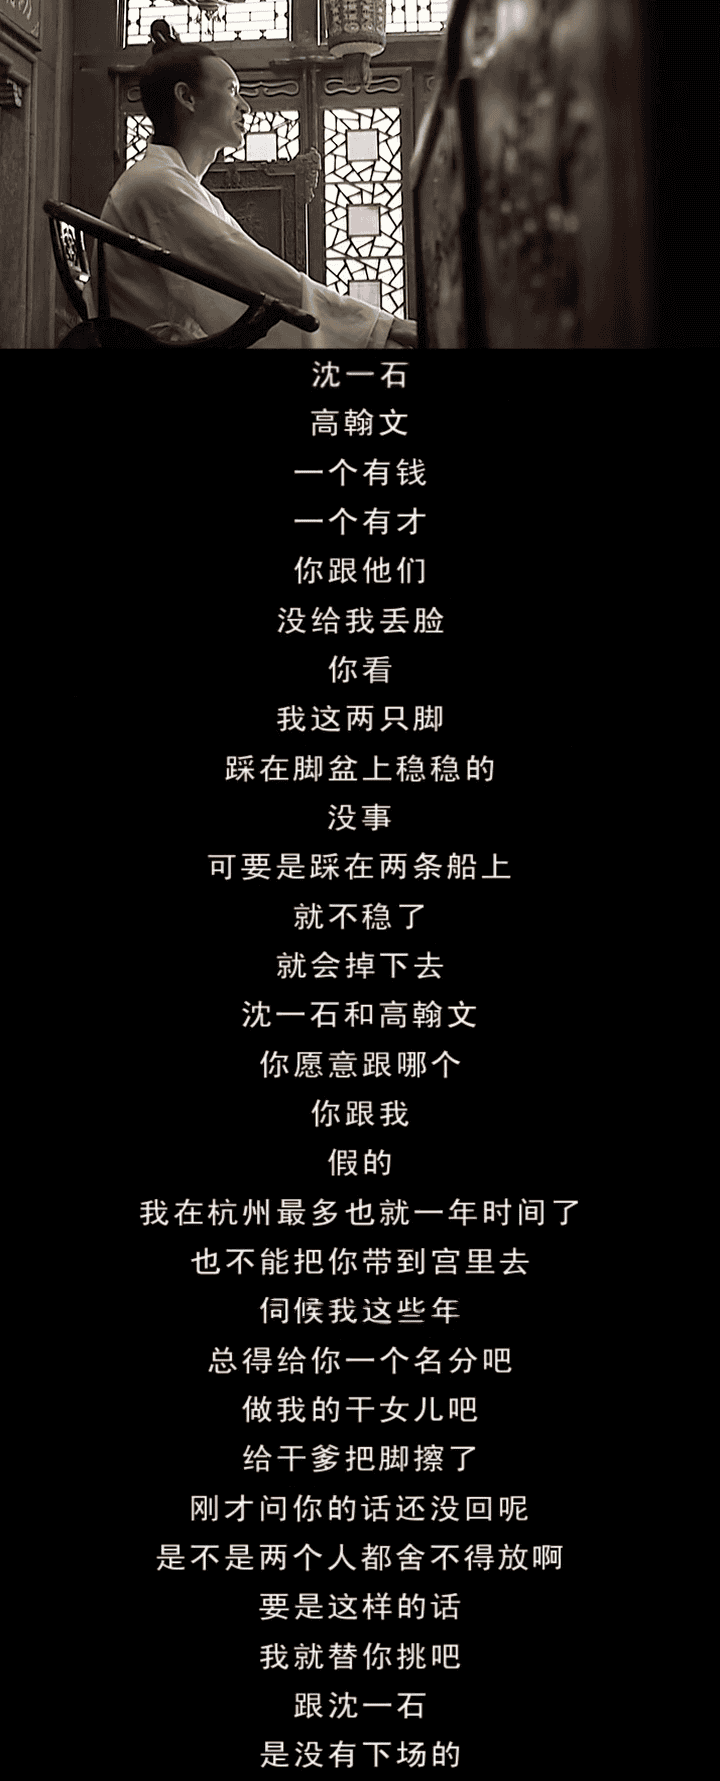 沈一石
高翰文
一个有钱
一个有才
你跟他们
没给我丢脸
你看
我这两只脚
踩在脚盆上稳稳的
没事
可要是踩在两条船上
就不稳了
就会掉下去
沈一石和高翰文
你愿意跟哪个
你跟我
假的
我在杭州最多也就一年时间了
也不能把你带到宫里去
伺候我这些年
总得给你一个名分吧
做我的干女儿吧
给干爹把脚擦了
刚才问你的话还没回呢
是不是两个人都舍不得放啊
要是这样的话
我就替你挑吧
跟沈一石
是没有下场的